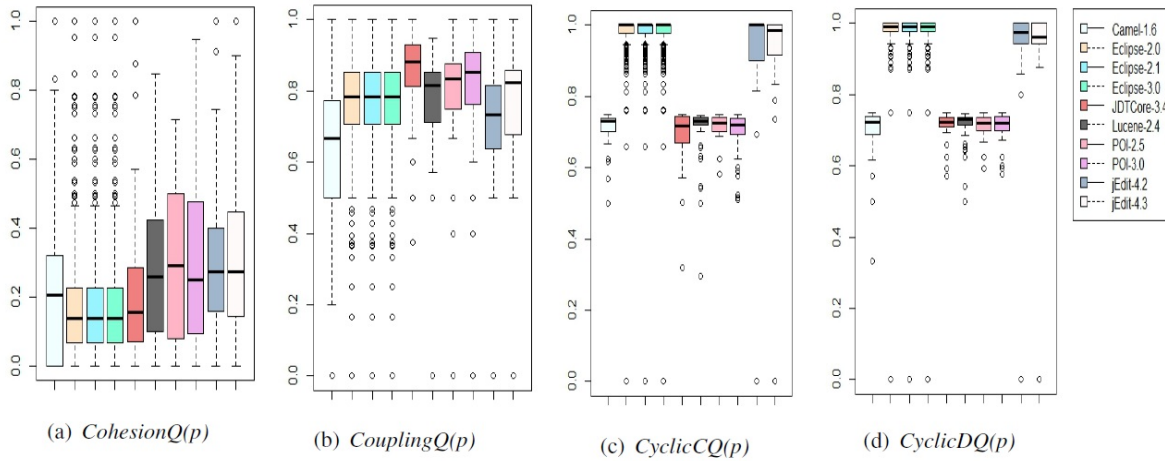 1.0
0.8
0.6
0.4
0.2
0.0
(a) CohesionQ(p)
1.0
0.8
0.6
0.4
0.2
0.0
(b) CouplingQ(p)
1.0
0.8
0.6
0.4
0.2
0.0
(c) CyclicCQ(p)
1.0
0.8
0.6
0.4
0.2
0.0
(d) CyclicDQ(p)
Camel-1.6
Eclipse-2.0
Eclipse-2.1
Eclipse-3.0
JDTCore-3.4
Lucene-2.4
POI-2.5
POI-3.0
jEdit-4.2
jEdit-4.3